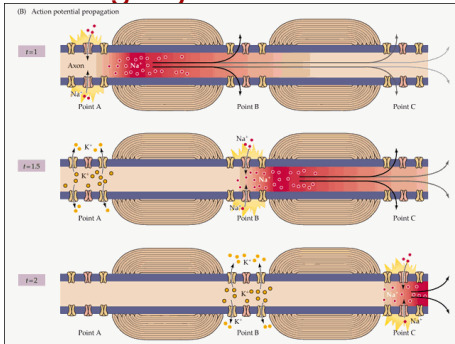 (B) Action potential propagation
t=1
Axon
Na+
Na+
Point A
Point B
Point C
t=1.5
K+
K+
Na+
Na+
Na+
Point A
Point B
Point C
t=2
K+
K+
K+
Na+
Point A
Point B
Point C